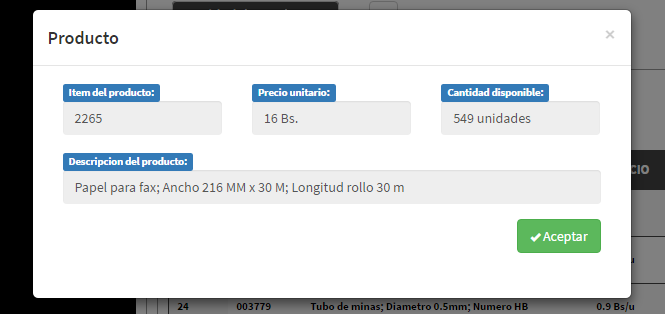 Producto
×
Item del producto:
Precio unitario:
Cantidad disponible:
2265
16 Bs.
549 unidades
CIO
Descripcion del producto:
Papel para fax; Ancho 216 MM x 30 M; Longitud rollo 30 m
Aceptar
/u
24 003779 Tubo de minas; Diametro 0.5mm; Numero HB 0.9 Bs/u